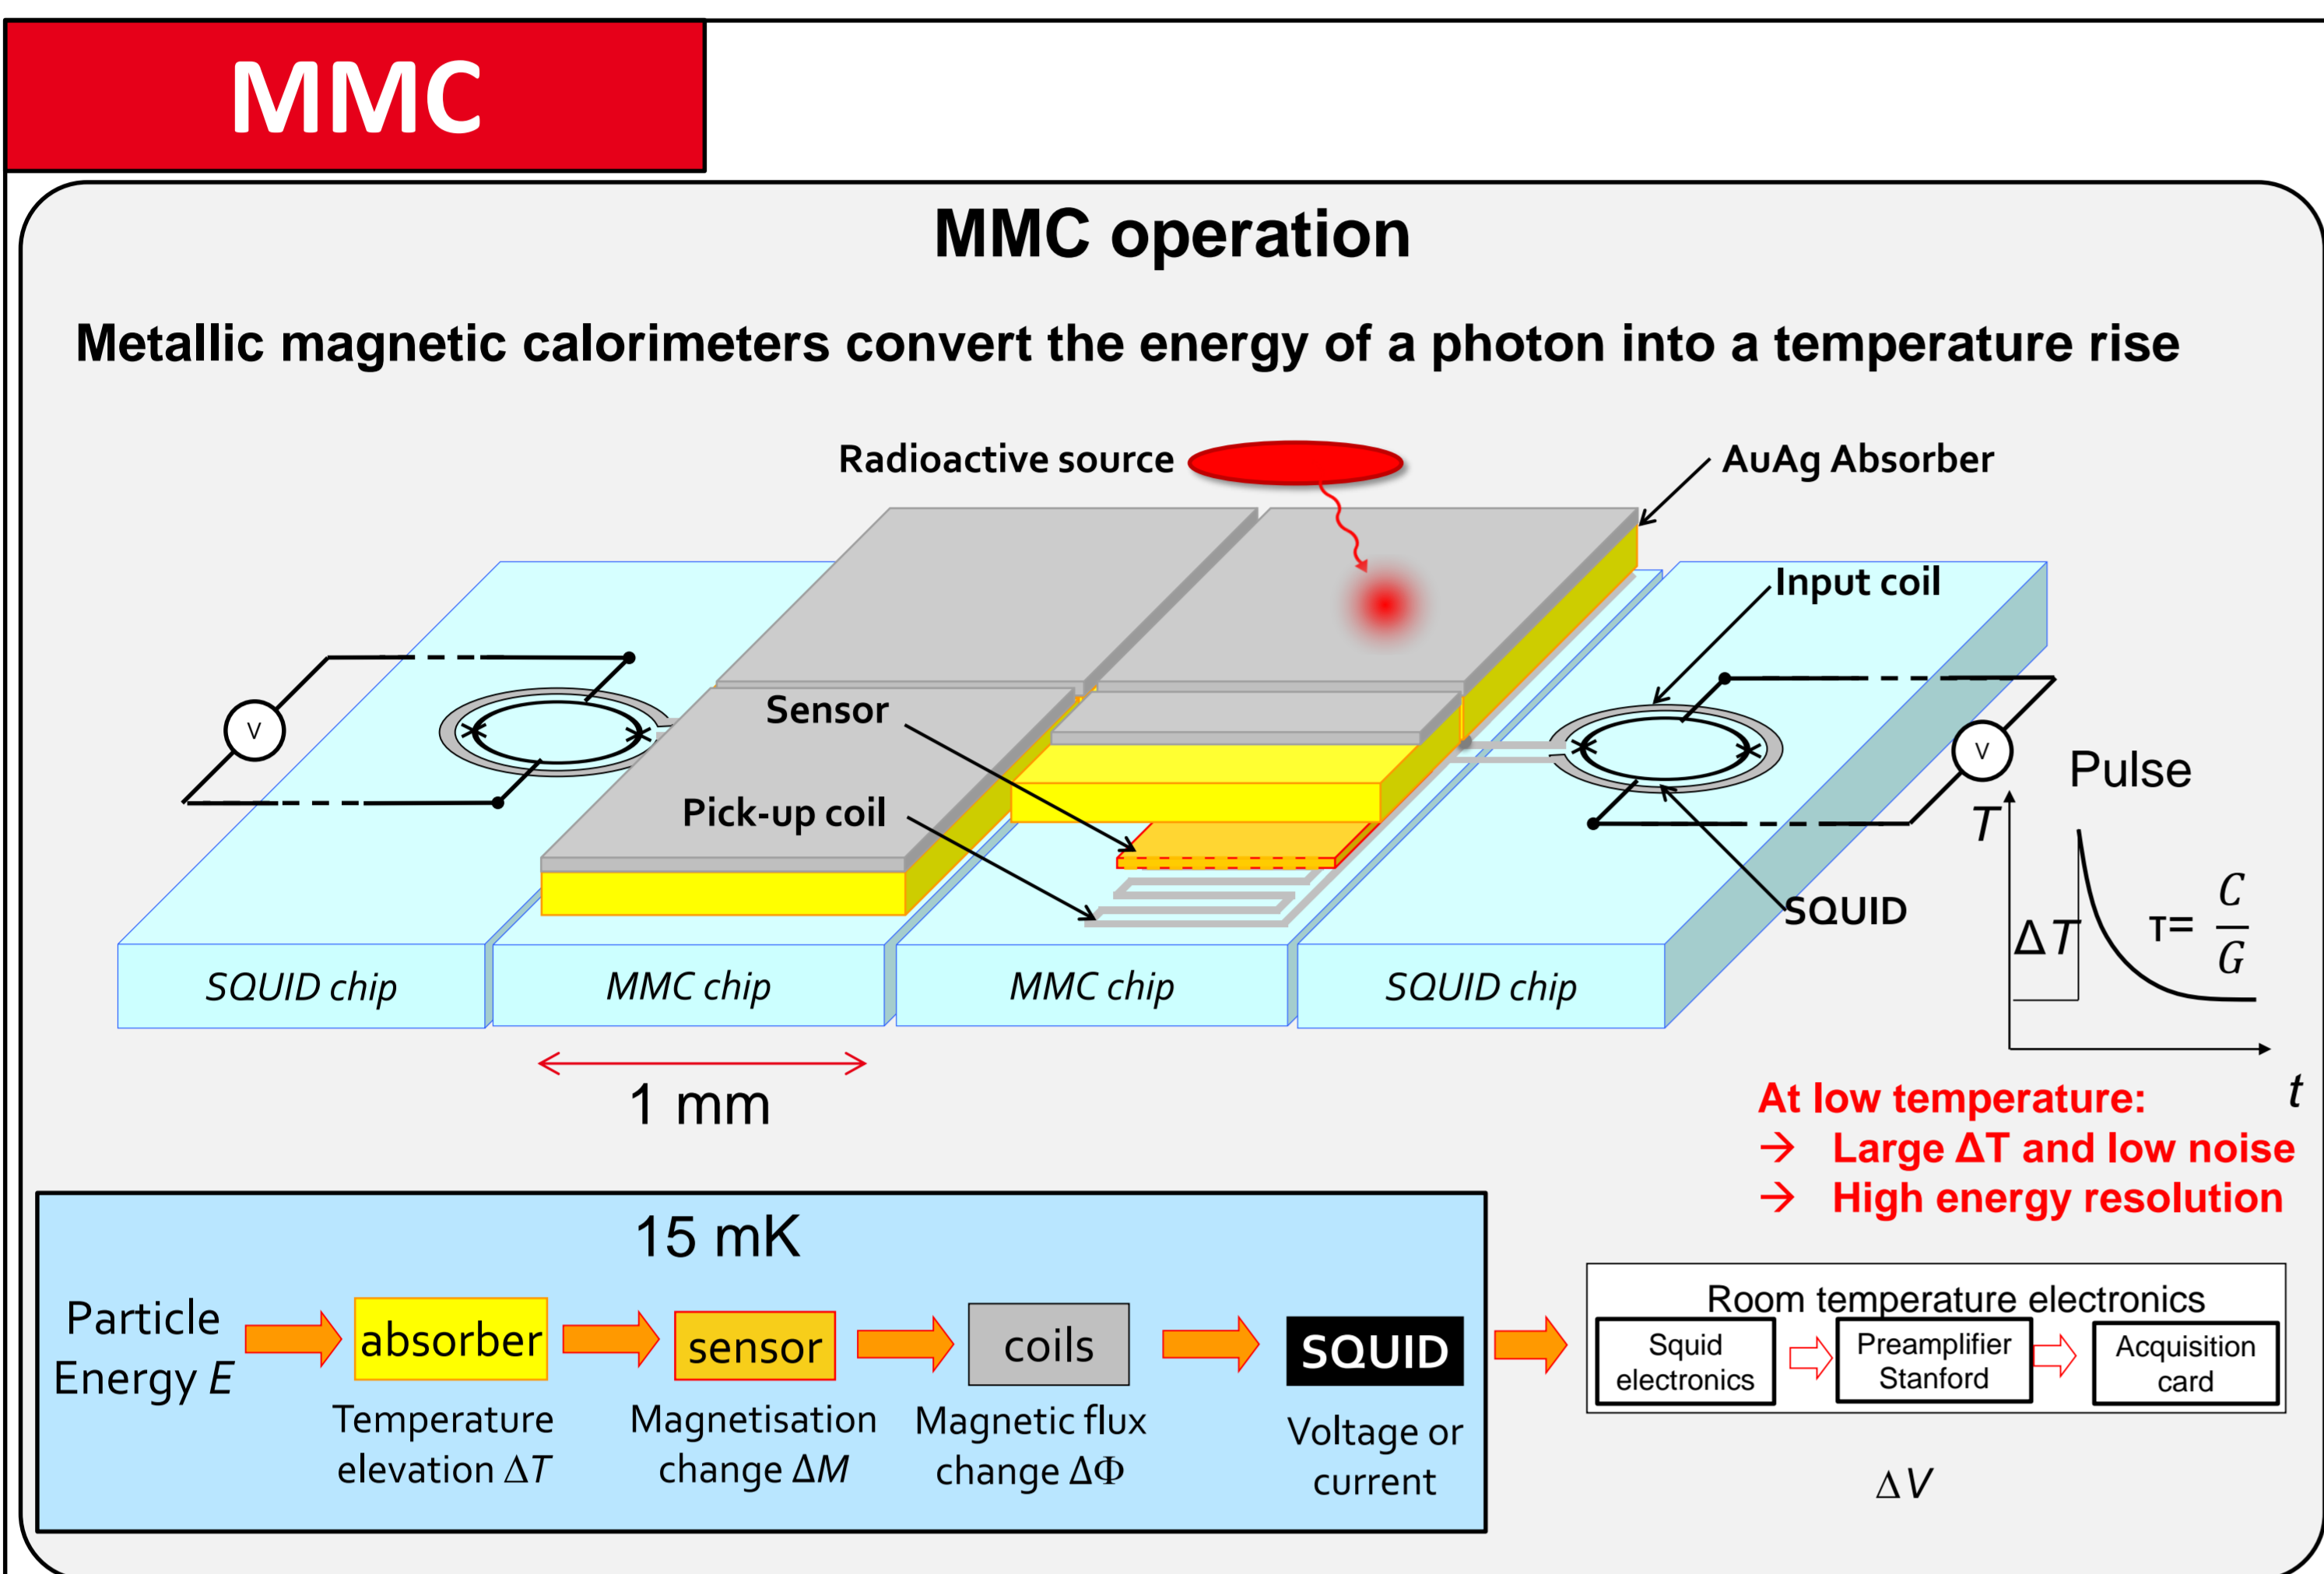 MMC
MMC operation
Metallic magnetic calorimeters convert the energy of a photon into a temperature rise
Radioactive source
AuAg Absorber
Input coil
Sensor
Pick-up coil
V
V
SQUID
Pulse
T
ΔT
τ= C/G
t
SQUID chip
MMC chip
MMC chip
SQUID chip
1 mm
At low temperature:
→ Large ΔT and low noise
→ High energy resolution
15 mK
Particle
Energy E
absorber
Temperature
elevation ΔT
sensor
Magnetisation
change ΔM
coils
Magnetic flux
change ΔΦ
SQUID
Voltage or
current
Room temperature electronics
Squid
electronics
Preamplifier
Stanford
Acquisition
card
ΔV